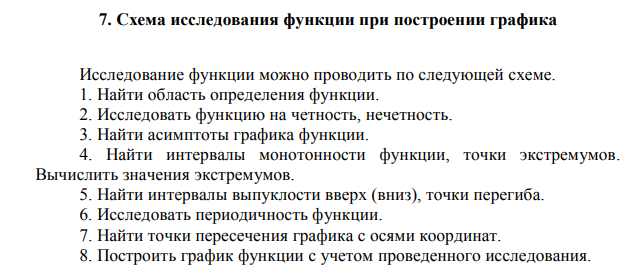 7. Схема исследования функции при построении графика
Исследование функции можно проводить по следующей схеме.
1. Найти область определения функции.
2. Исследовать функцию на четность, нечетность.
3. Найти асимптоты графика функции.
4. Найти интервалы монотонности функции, точки экстремумов.
Вычислить значения экстремумов.
5. Найти интервалы выпуклости вверх (вниз), точки перегиба.
6. Исследовать периодичность функции.
7. Найти точки пересечения графика с осями координат.
8. Построить график функции с учетом проведенного исследования.